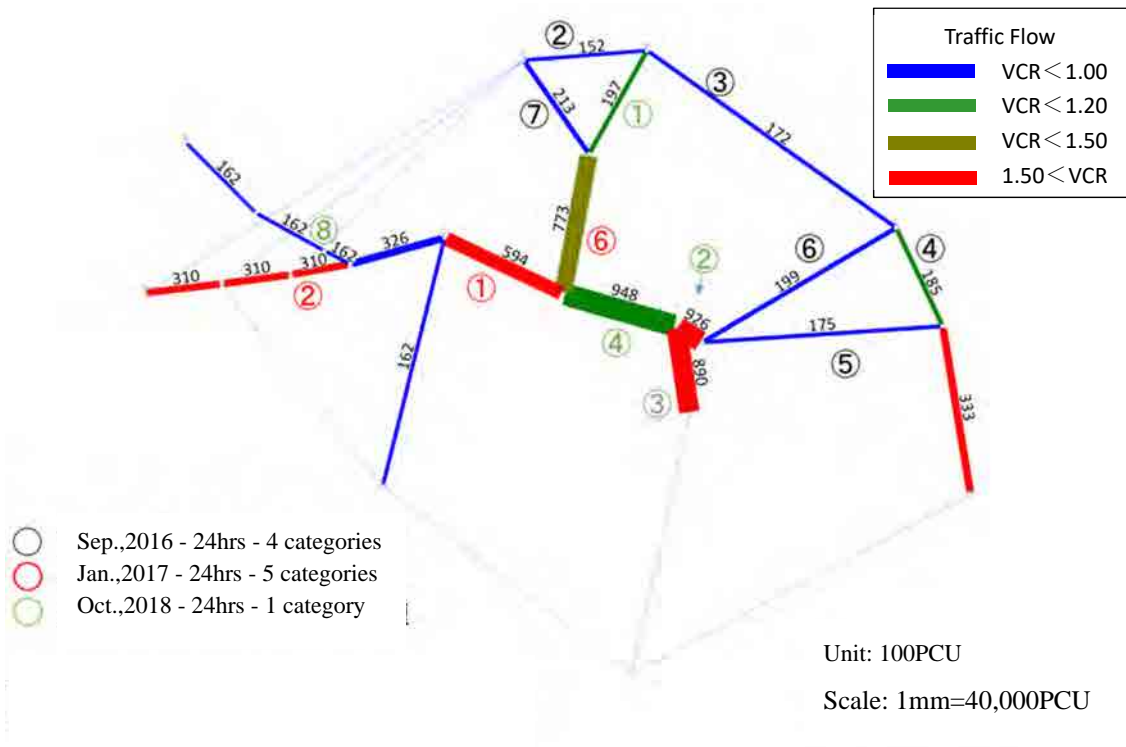 Traffic Flow
VCR<1.00
VCR<1.20
VCR<1.50
1.50<VCR
② 152
⑦ 213
197 ①
③ 172
162
162 ⑧
162
326
310 310 310
②
594
①
773
⑥
②
948
④
926
890
③
⑥
199
④
185
175
⑤
162
333
Sep.,2016 - 24hrs - 4 categories
Jan.,2017 - 24hrs - 5 categories
Oct.,2018 - 24hrs - 1 category
Unit: 100PCU
Scale: 1mm=40,000PCU